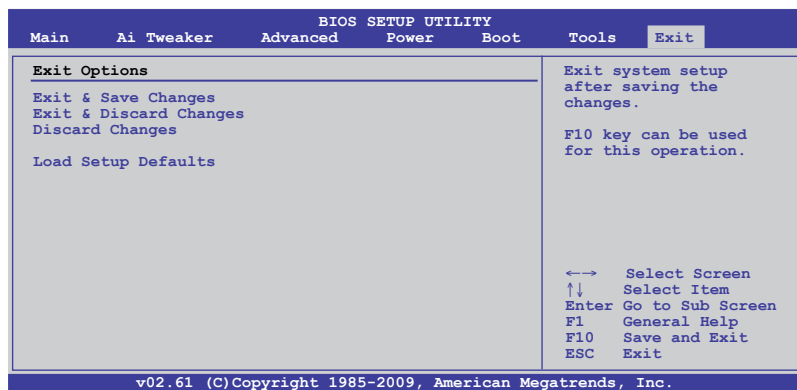 BIOS SETUP UTILITY
Main Ai Tweaker Advanced Power Boot Tools Exit
Exit Options
Exit & Save Changes
Exit & Discard Changes
Discard Changes
Load Setup Defaults
Exit system setup
after saving the
changes.
F10 key can be used
for this operation.
←→ Select Screen
↑↓ Select Item
Enter Go to Sub Screen
F1 General Help
F10 Save and Exit
ESC Exit
v02.61 (C)Copyright 1985-2009, American Megatrends, Inc.